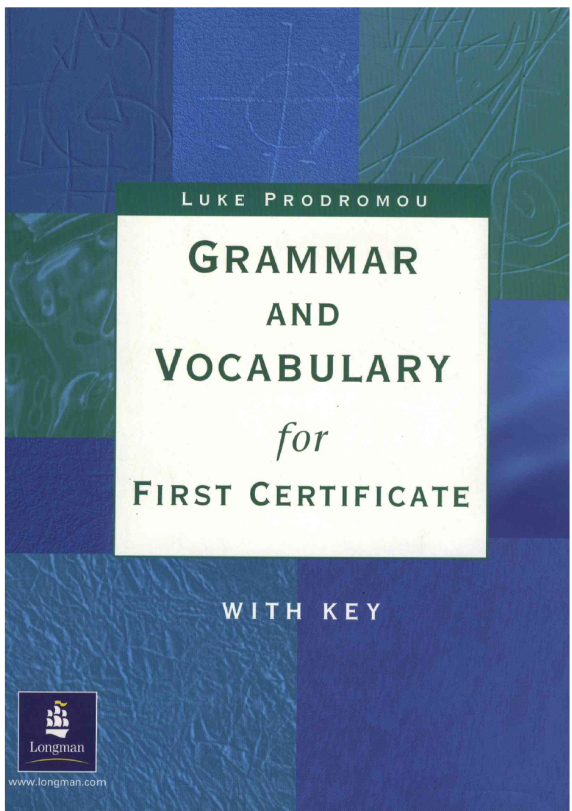 LUKE PRODROMOU
GRAMMAR
AND
VOCABULARY
for
FIRST CERTIFICATE
WITH KEY
Longman
www.longman.com